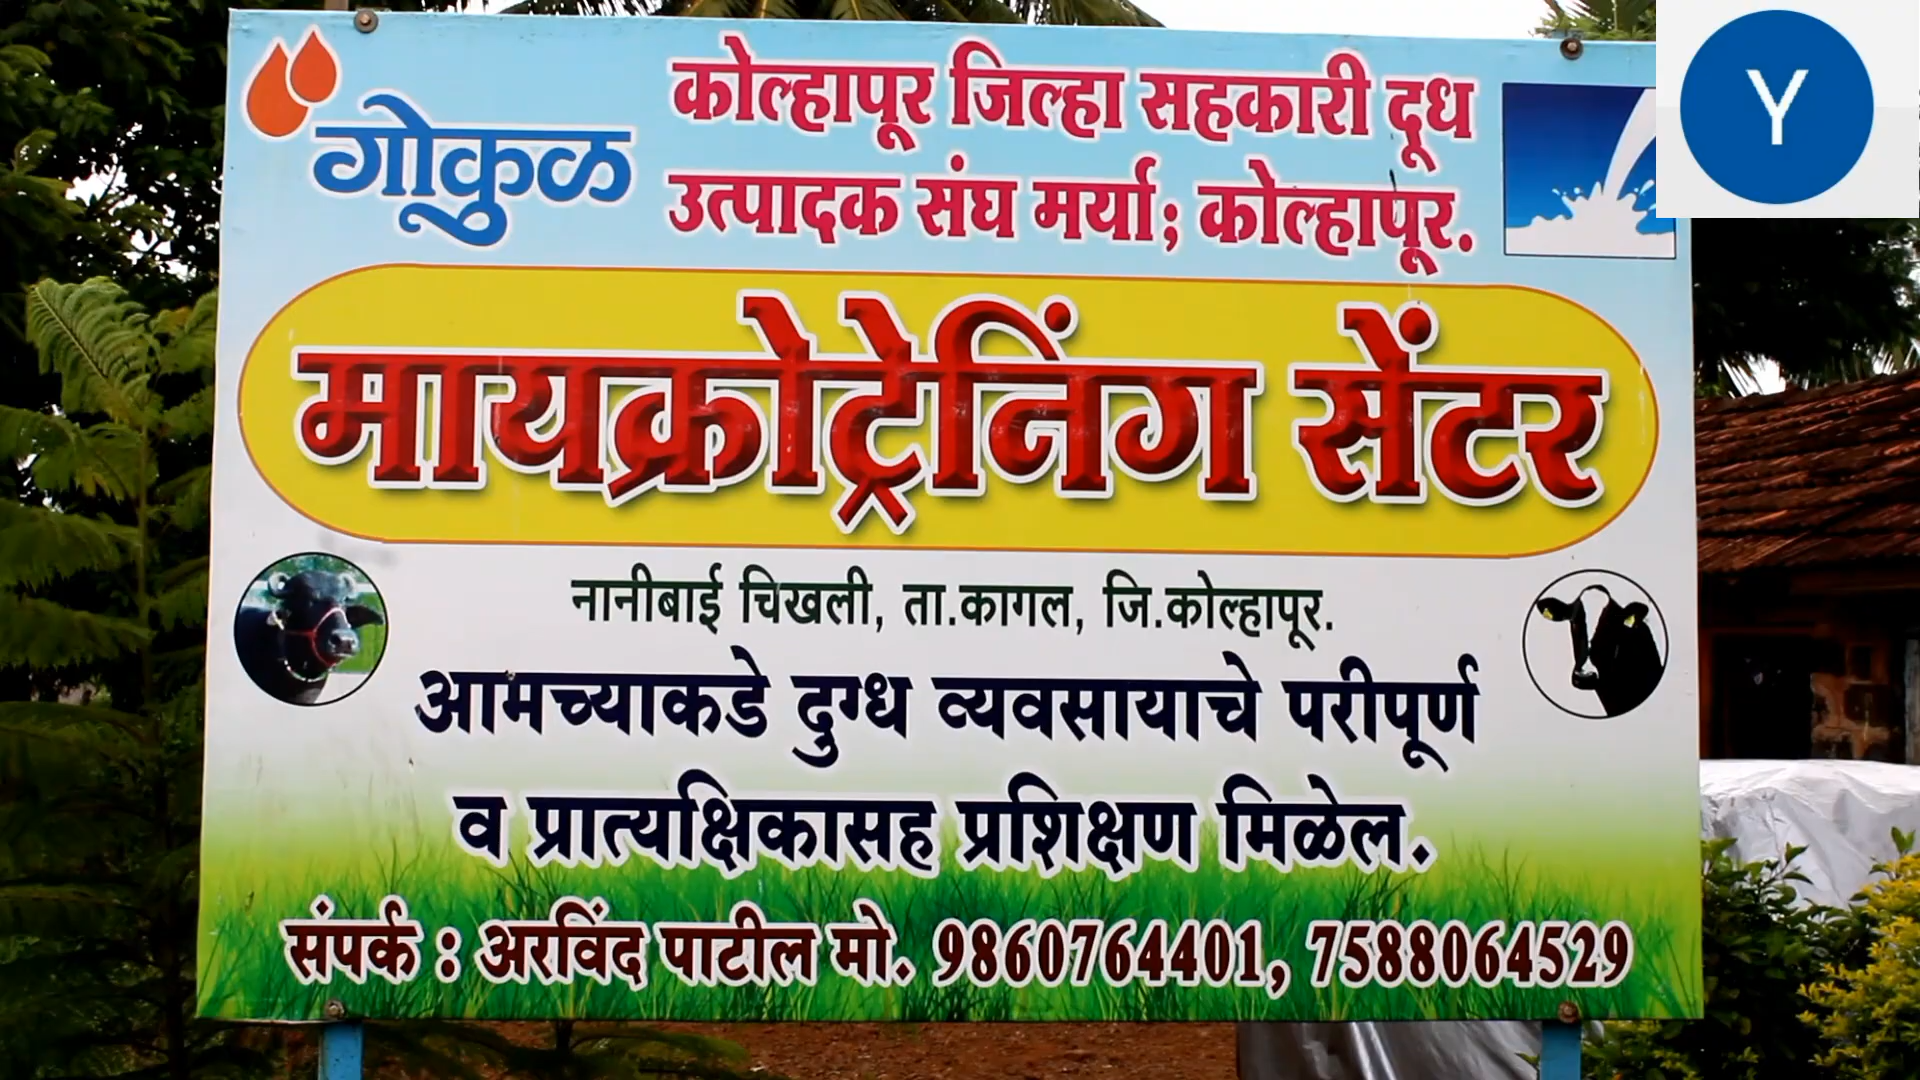 गोकुळ
कोल्हापूर जिल्हा सहकारी दूध
उत्पादक संघ मर्या; कोल्हापूर.
Y
मायक्रोट्रेनिंग सेंटर
नानीबाई चिखली, ता.कागल, जि.कोल्हापूर.
आमच्याकडे दुग्ध व्यवसायाचे परीपूर्ण
व प्रात्यक्षिकासह प्रशिक्षण मिळेल.
संपर्क : अरविंद पाटील मो. 9860764401, 7588064529